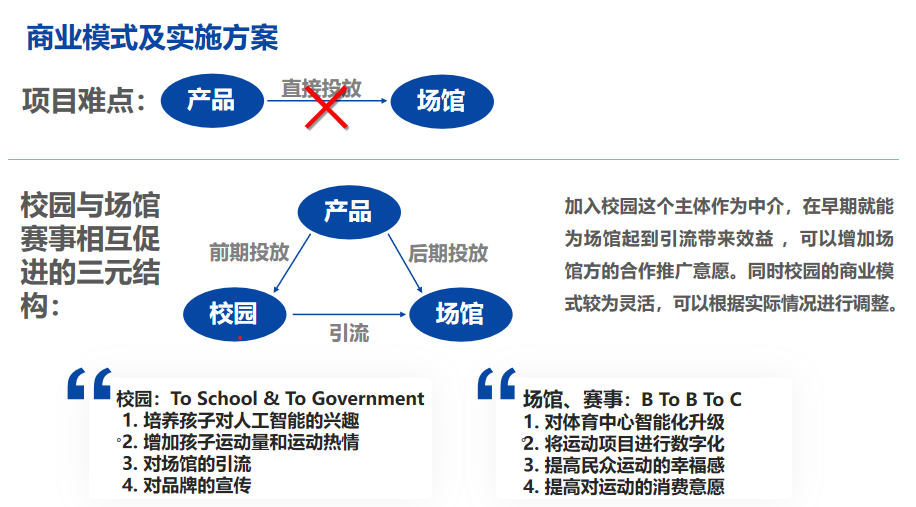 商业模式及实施方案
项目难点：
产品
直接投放
场馆
校园与场馆
赛事相互促
进的三元结
构：
产品
前期投放
后期投放
校园
引流
场馆
加入校园这个主体作为中介，在早期就能
为场馆起到引流带来效益 ，可以增加场
馆方的合作推广意愿。同时校园的商业模
式较为灵活，可以根据实际情况进行调整。
校园：To School & To Government
1. 培养孩子对人工智能的兴趣
2. 增加孩子运动量和运动热情
3. 对场馆的引流
4. 对品牌的宣传
场馆、赛事：B To B To C
1. 对体育中心智能化升级
2. 将运动项目进行数字化
3. 提高民众运动的幸福感
4. 提高对运动的消费意愿